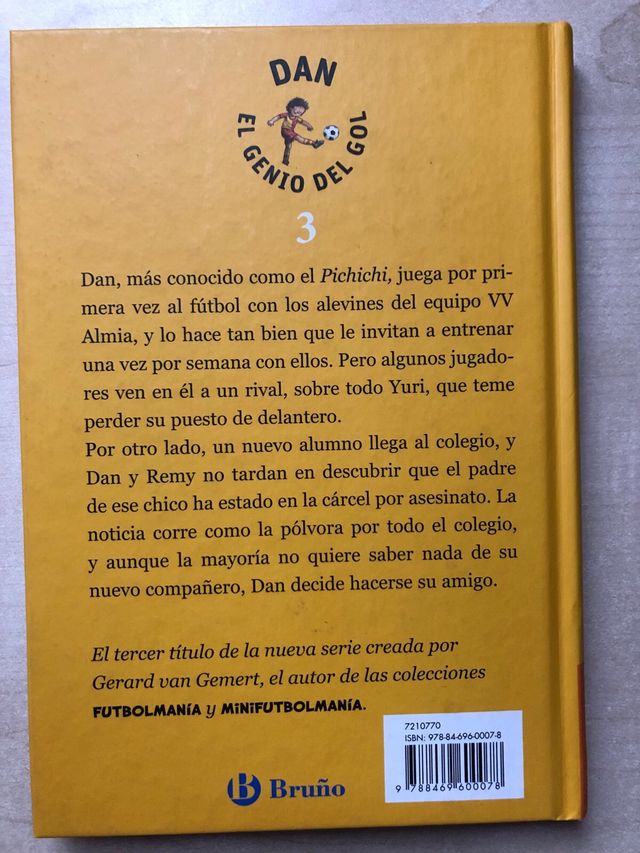 DAN
EL GENIO DEL GOL
3
Dan, más conocido como el Pichichi, juega por pri-
mera vez al fútbol con los alevines del equipo VV
Almia, y lo hace tan bien que le invitan a entrenar
una vez por semana con ellos. Pero algunos jugado-
res ven en él a un rival, sobre todo Yuri, que teme
perder su puesto de delantero.
Por otro lado, un nuevo alumno llega al colegio, y
Dan y Remy no tardan en descubrir que el padre
de ese chico ha estado en la cárcel por asesinato. La
noticia corre como la pólvora por todo el colegio,
y aunque la mayoría no quiere saber nada de su
nuevo compañero, Dan decide hacerse su amigo.
El tercer título de la nueva serie creada por
Gerard van Gemert, el autor de las colecciones
FUTBOLMANÍA y MINIFUTBOLMANÍA.
7210770
ISBN: 978-84-696-0007-8
9 788469 600078
Bruño